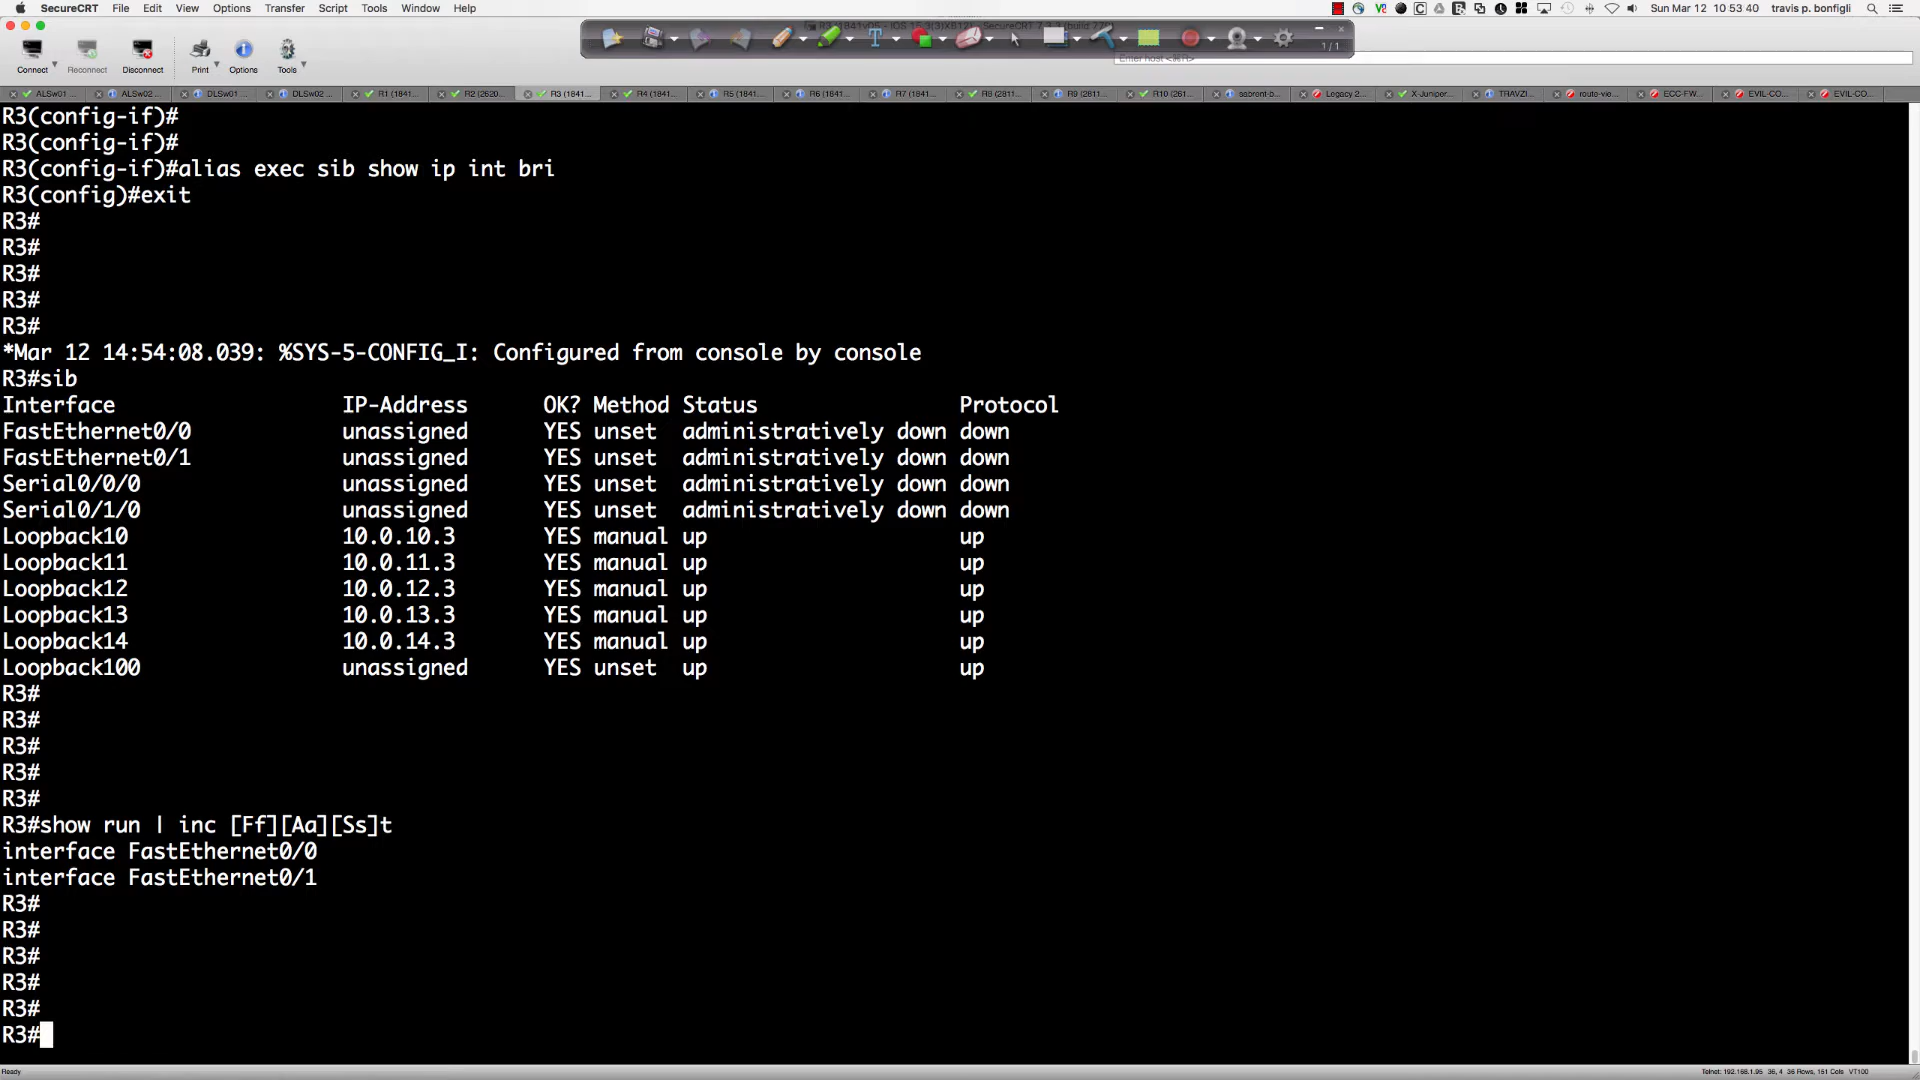 SecureCRT File Edit View Options Transfer Script Tools Window Help
Sun Mar 12 10 53 40 travis p. bonfigli
1/1
Enter host <⌘R>
Connect Reconnect Disconnect Print Options Tools
ALSw01 ... ALSw02 ... DLSw01 ... DLSw02 ... R1 (1841... R2 (2620... R3 (1841... R4 (1841... R5 (1841... R6 (1841... R7 (1841... R8 (2811... R9 (2611... R10 (261... sabrent-b... Legacy 2... X-Juniper... TRAVZI... route-vie... ECC-FW... EVIL-CO... EVIL-CO...
R3(config-if)#
R3(config-if)#
R3(config-if)#alias exec sib show ip int bri
R3(config)#exit
R3#
R3#
R3#
R3#
R3#
*Mar 12 14:54:08.039: %SYS-5-CONFIG_I: Configured from console by console
R3#sib
Interface IP-Address OK? Method Status Protocol
FastEthernet0/0 unassigned YES unset administratively down down
FastEthernet0/1 unassigned YES unset administratively down down
Serial0/0/0 unassigned YES unset administratively down down
Serial0/1/0 unassigned YES unset administratively down down
Loopback10 10.0.10.3 YES manual up up
Loopback11 10.0.11.3 YES manual up up
Loopback12 10.0.12.3 YES manual up up
Loopback13 10.0.13.3 YES manual up up
Loopback14 10.0.14.3 YES manual up up
Loopback100 unassigned YES unset up up
R3#
R3#
R3#
R3#
R3#
R3#show run | inc [Ff][Aa][Ss]t
interface FastEthernet0/0
interface FastEthernet0/1
R3#
R3#
R3#
R3#
R3#
R3#
Ready
Telnet: 192.168.1.95 36, 4 36 Rows, 151 Cols VT100